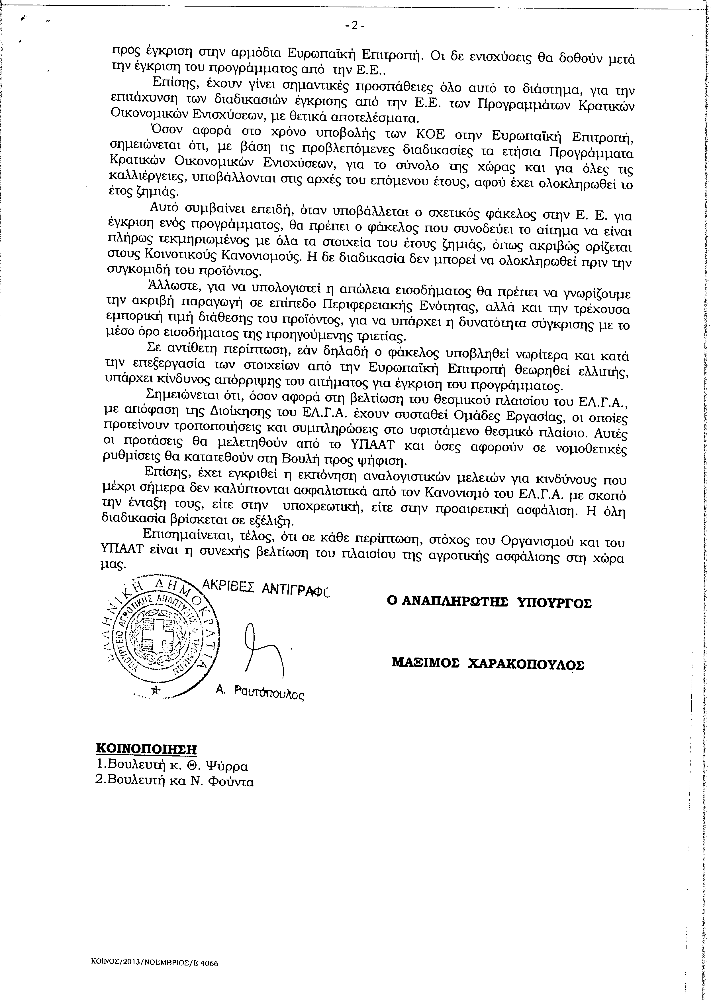 - 2 -
προς έγκριση στην αρμόδια Ευρωπαϊκή Επιτροπή. Οι δε ενισχύσεις θα δοθούν μετά
την έγκριση του προγράμματος από την Ε.Ε..
Επίσης, έχουν γίνει σημαντικές προσπάθειες όλο αυτό το διάστημα, για την
επιτάχυνση των διαδικασιών έγκρισης από την Ε.Ε. των Προγραμμάτων Κρατικών
Οικονομικών Ενισχύσεων, με θετικά αποτελέσματα.
Όσον αφορά στο χρόνο υποβολής των ΚΟΕ στην Ευρωπαϊκή Επιτροπή,
σημειώνεται ότι, με βάση τις προβλεπόμενες διαδικασίες τα ετήσια Προγράμματα
Κρατικών Οικονομικών Ενισχύσεων, για το σύνολο της χώρας και για όλες τις
καλλιέργειες, υποβάλλονται στις αρχές του επόμενου έτους, αφού έχει ολοκληρωθεί το
έτος ζημιάς.
Αυτό συμβαίνει επειδή, όταν υποβάλλεται ο σχετικός φάκελος στην Ε. Ε. για
έγκριση ενός προγράμματος, θα πρέπει ο φάκελος που συνοδεύει το αίτημα να είναι
πλήρως τεκμηριωμένος με όλα τα στοιχεία του έτους ζημιάς, όπως ακριβώς ορίζεται
στους Κοινοτικούς Κανονισμούς. Η δε διαδικασία δεν μπορεί να ολοκληρωθεί πριν την
συγκομιδή του προϊόντος.
Άλλωστε, για να υπολογιστεί η απώλεια εισοδήματος θα πρέπει να γνωρίζουμε
την ακριβή παραγωγή σε επίπεδο Περιφερειακής Ενότητας, αλλά και την τρέχουσα
εμπορική τιμή διάθεσης του προϊόντος, για να υπάρχει η δυνατότητα σύγκρισης με το
μέσο όρο εισοδήματος της προηγούμενης τριετίας.
Σε αντίθετη περίπτωση, εάν δηλαδή ο φάκελος υποβληθεί νωρίτερα και κατά
την επεξεργασία των στοιχείων από την Ευρωπαϊκή Επιτροπή θεωρηθεί ελλιπής,
υπάρχει κίνδυνος απόρριψης του αιτήματος για έγκριση του προγράμματος.
Σημειώνεται ότι, όσον αφορά στη βελτίωση του θεσμικού πλαισίου του ΕΛ.Γ.Α.,
με απόφαση της Διοίκησης του ΕΛ.Γ.Α. έχουν συσταθεί Ομάδες Εργασίας, οι οποίες
προτείνουν τροποποιήσεις και συμπληρώσεις στο υφιστάμενο θεσμικό πλαίσιο. Αυτές
οι προτάσεις θα μελετηθούν από το ΥΠΑΑΤ και όσες αφορούν σε νομοθετικές
ρυθμίσεις θα κατατεθούν στη Βουλή προς ψήφιση.
Επίσης, έχει εγκριθεί η εκπόνηση αναλογιστικών μελετών για κινδύνους που
μέχρι σήμερα δεν καλύπτονται ασφαλιστικά από τον Κανονισμό του ΕΛ.Γ.Α. με σκοπό
την ένταξη τους, είτε στην υποχρεωτική, είτε στην προαιρετική ασφάλιση. Η όλη
διαδικασία βρίσκεται σε εξέλιξη.
Επισημαίνεται, τέλος, ότι σε κάθε περίπτωση, στόχος του Οργανισμού και του
ΥΠΑΑΤ είναι η συνεχής βελτίωση του πλαισίου της αγροτικής ασφάλισης στη χώρα
μας.
ΑΚΡΙΒΕΣ ΑΝΤΙΓΡΑΦΟ
ΕΛΛΗΝΙΚΗ ΔΗΜΟΚΡΑΤΙΑ
ΥΠΟΥΡΓΕΙΟ ΑΓΡΟΤΙΚΗΣ ΑΝΑΠΤΥΞΗΣ & ΤΡΟΦΙΜΩΝ
Ο ΑΝΑΠΛΗΡΩΤΗΣ ΥΠΟΥΡΓΟΣ
ΜΑΞΙΜΟΣ ΧΑΡΑΚΟΠΟΥΛΟΣ
Α. Ραυτόπουλος
ΚΟΙΝΟΠΟΙΗΣΗ
1.Βουλευτή κ. Θ. Ψύρρα
2.Βουλευτή κα Ν. Φούντα
ΚΟΙΝΟΣ/2013/ΝΟΕΜΒΡΙΟΣ/Ε 4066